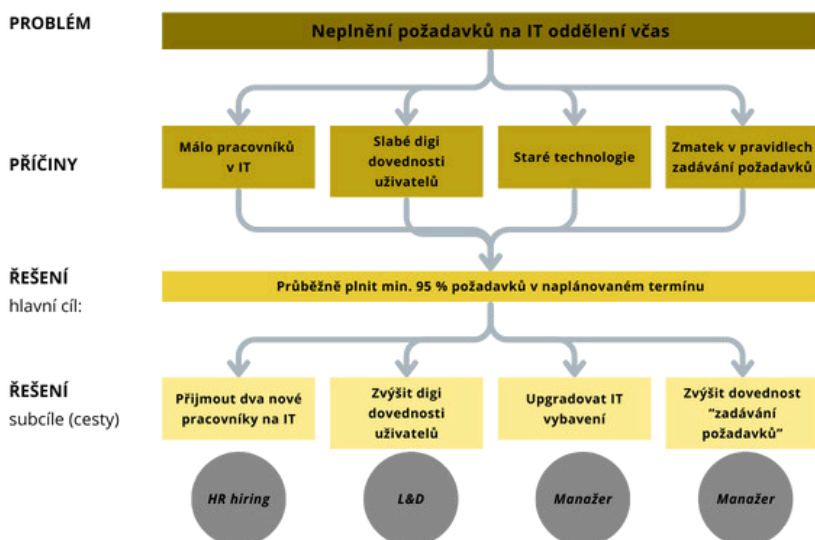 PROBLÉM
Neplnění požadavků na IT oddělení včas
PŘÍČINY
Málo pracovníků
v IT
Slabé digi
dovednosti
uživatelů
Staré technologie
Zmatek v pravidlech
zadávání požadavků
ŘEŠENÍ
hlavní cíl:
Průběžně plnit min. 95 % požadavků v naplánovaném termínu
ŘEŠENÍ
subcíle (cesty)
Přijmout dva nové
pracovníky na IT
Zvýšit digi
dovednosti
uživatelů
Upgradovat IT
vybavení
Zvýšit dovednost
“zadávání
požadavků”
HR hiring
L&D
Manažer
Manažer